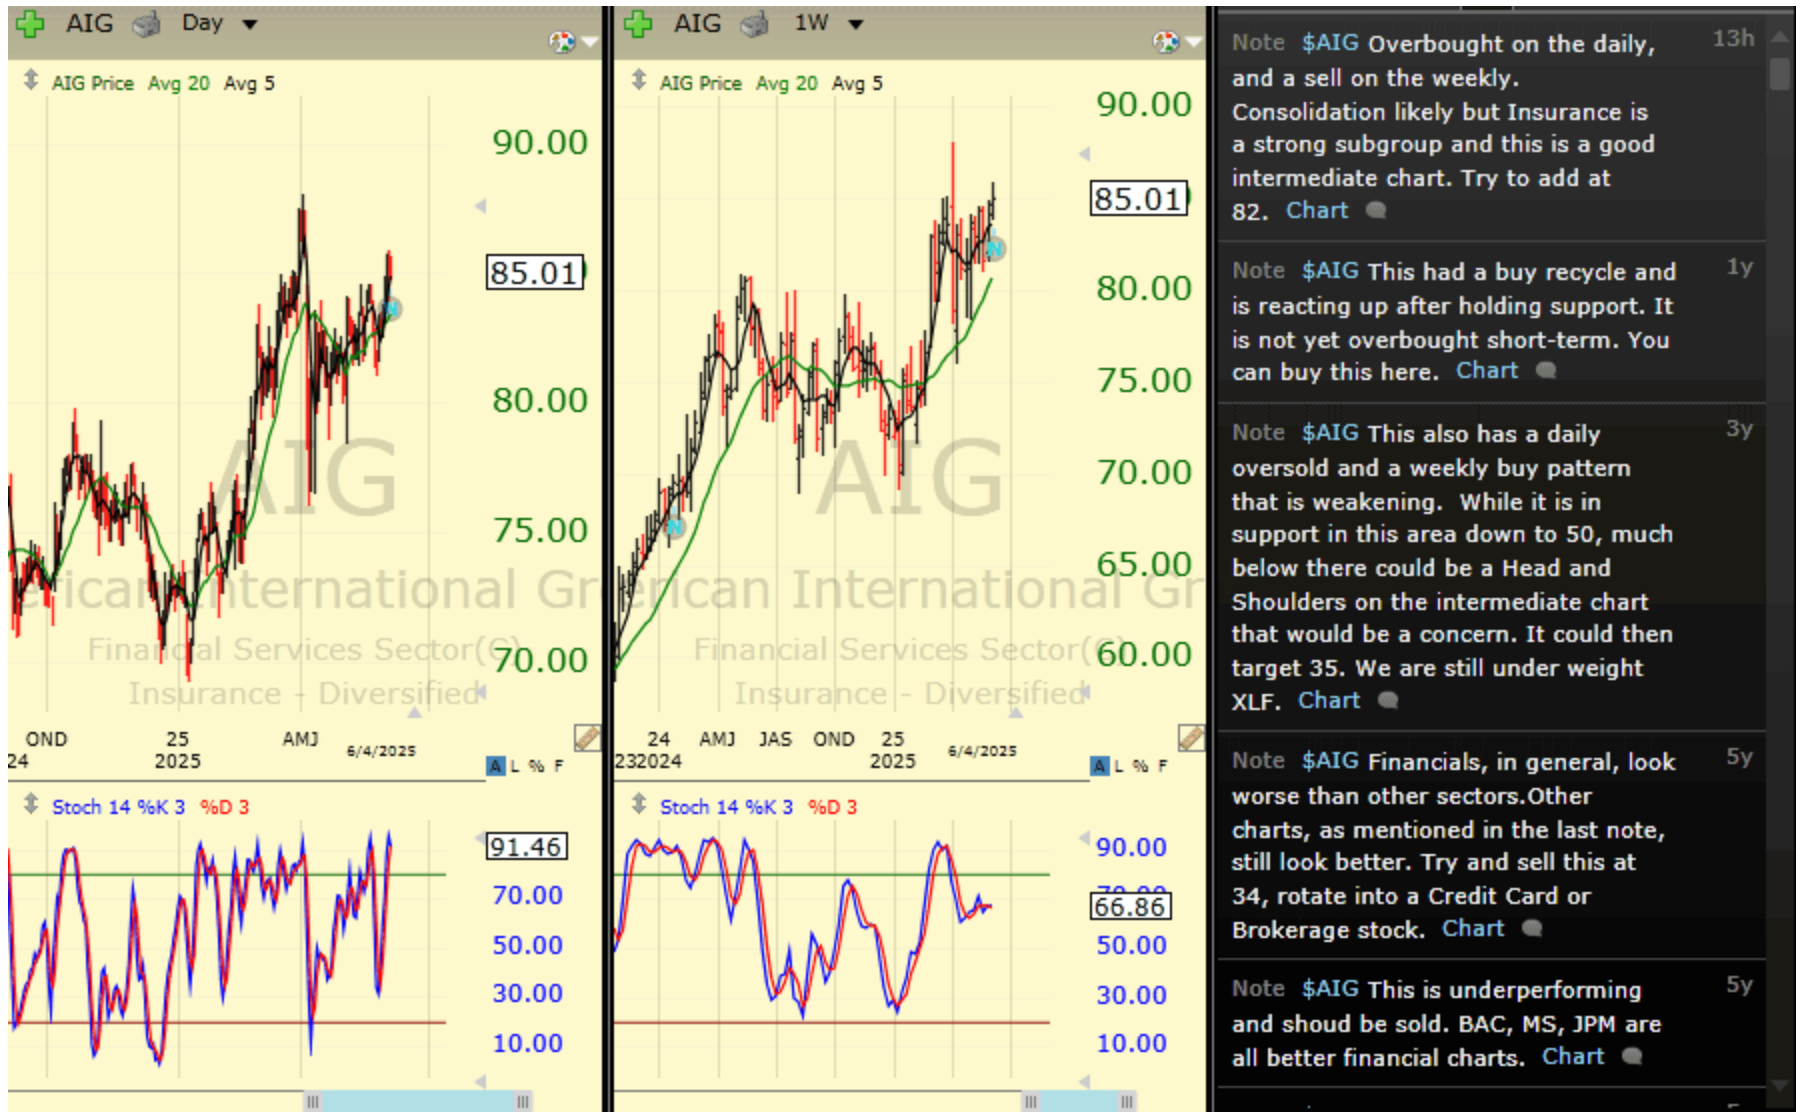 AIG Day
AIG Price Avg 20 Avg 5
90.00
85.01
80.00
75.00
70.00
AIG
erican International Gr
Financial Services Sector(C)
Insurance - Diversified
OND 25 AMJ 6/4/2025
24 2025
A L % F
Stoch 14 %K 3 %D 3
91.46
70.00
50.00
30.00
10.00
AIG 1W
AIG Price Avg 20 Avg 5
90.00
85.01
80.00
75.00
70.00
65.00
60.00
AIG
erican International Gr
Financial Services Sector(C)
Insurance - Diversified
24 AMJ JAS OND 25 6/4/2025
232024 2025
A L % F
Stoch 14 %K 3 %D 3
90.00
70.00
66.86
50.00
30.00
10.00
Note $AIG Overbought on the daily, 13h
and a sell on the weekly.
Consolidation likely but Insurance is
a strong subgroup and this is a good
intermediate chart. Try to add at
82. Chart
Note $AIG This had a buy recycle and 1y
is reacting up after holding support. It
is not yet overbought short-term. You
can buy this here. Chart
Note $AIG This also has a daily 3y
oversold and a weekly buy pattern
that is weakening. While it is in
support in this area down to 50, much
below there could be a Head and
Shoulders on the intermediate chart
that would be a concern. It could then
target 35. We are still under weight
XLF. Chart
Note $AIG Financials, in general, look 5y
worse than other sectors.Other
charts, as mentioned in the last note,
still look better. Try and sell this at
34, rotate into a Credit Card or
Brokerage stock. Chart
Note $AIG This is underperforming 5y
and shoud be sold. BAC, MS, JPM are
all better financial charts. Chart